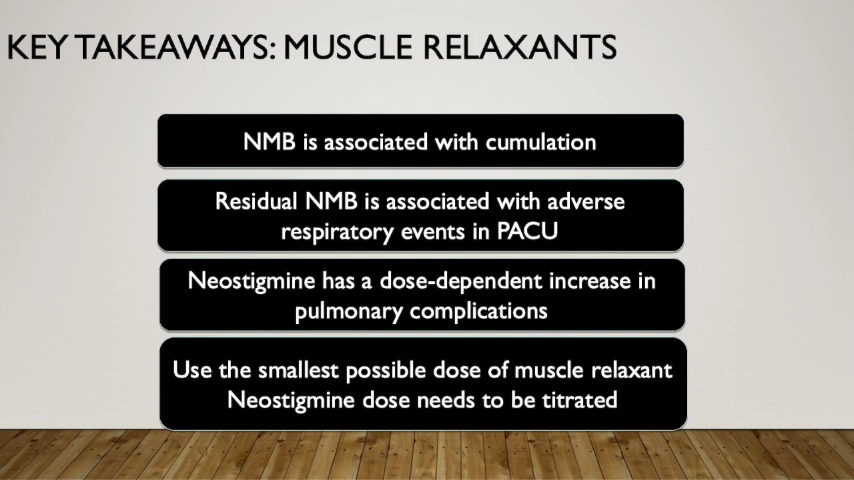 KEY TAKEAWAYS: MUSCLE RELAXANTS
NMB is associated with cumulation
Residual NMB is associated with adverse
respiratory events in PACU
Neostigmine has a dose-dependent increase in
pulmonary complications
Use the smallest possible dose of muscle relaxant
Neostigmine dose needs to be titrated